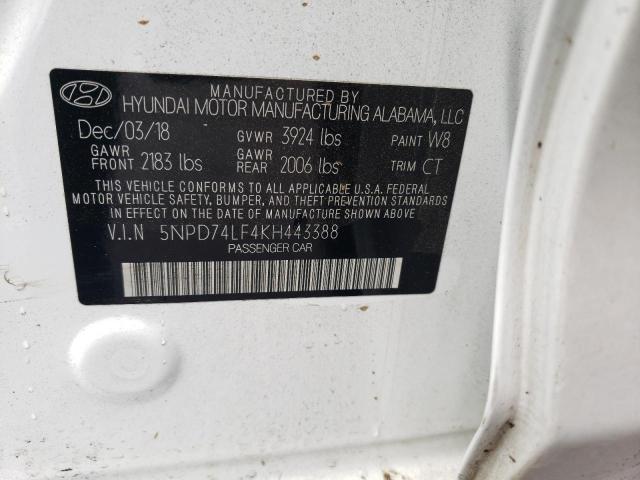 MANUFACTURED BY
HYUNDAI MOTOR MANUFACTURING ALABAMA, LLC
Dec/03/18 GVWR 3924 lbs PAINT W8
GAWR FRONT 2183 lbs GAWR REAR 2006 lbs TRIM CT
THIS VEHICLE CONFORMS TO ALL APPLICABLE U.S.A. FEDERAL
MOTOR VEHICLE SAFETY, BUMPER, AND THEFT PREVENTION STANDARDS
IN EFFECT ON THE DATE OF MANUFACTURE SHOWN ABOVE
V.I.N 5NPD74LF4KH443388
PASSENGER CAR